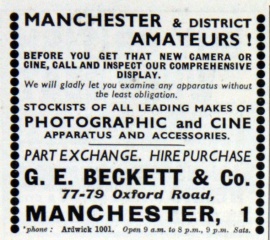 MANCHESTER & DISTRICT
AMATEURS!
BEFORE YOU GET THAT NEW CAMERA OR
CINE, CALL AND INSPECT OUR COMPREHENSIVE
DISPLAY.
We will gladly let you examine any apparatus without
the least obligation.
STOCKISTS OF ALL LEADING MAKES OF
PHOTOGRAPHIC and CINE
APPARATUS AND ACCESSORIES.
PART EXCHANGE. HIRE PURCHASE
G. E. BECKETT & Co.
77-79 Oxford Road,
MANCHESTER, 1
'phone: Ardwick 1001. Open 9 a.m. to 8 p.m., 9 p.m. Sats.